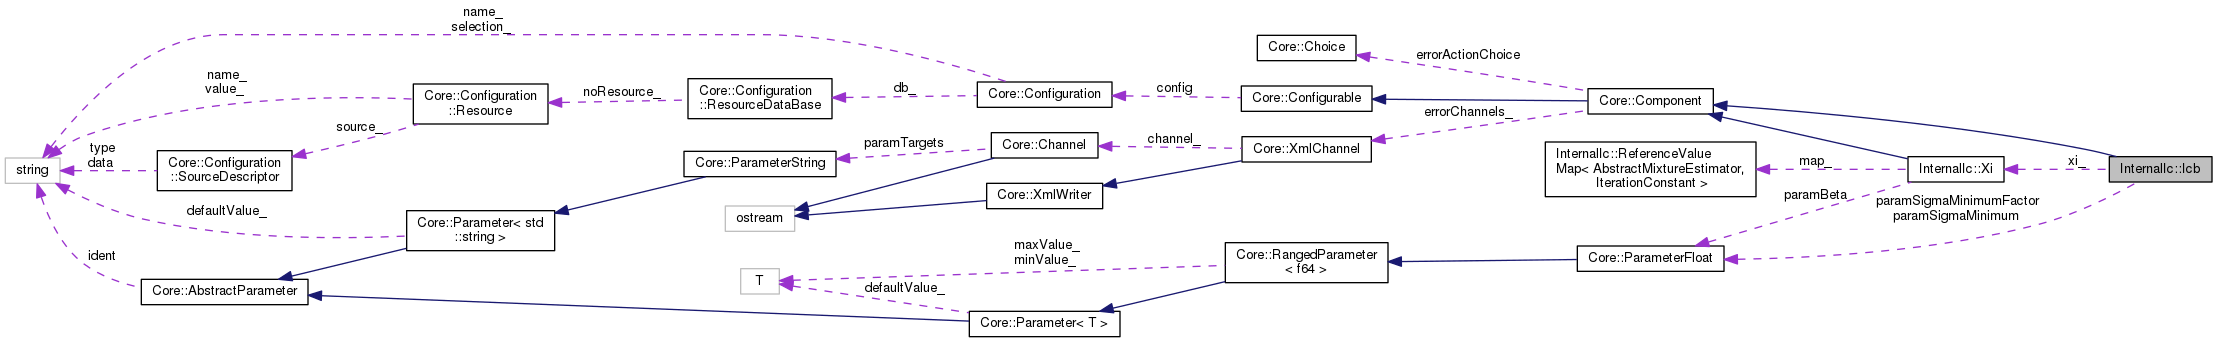 name_
selection_
Core::Choice
errorActionChoice
name_
value_
Core::Configuration
::Resource
noResource_
Core::Configuration
::ResourceDataBase
db_
Core::Configuration
config
Core::Configurable
Core::Component
source_
errorChannels_
type
data
string
Core::Configuration
::SourceDescriptor
Core::ParameterString
paramTargets
Core::Channel
channel_
Core::XmlChannel
InternalIc::ReferenceValue
Map< AbstractMixtureEstimator,
IterationConstant >
map_
InternalIc::Xi
xi_
InternalIc::Icb
defaultValue_
Core::Parameter< std
::string >
ostream
Core::XmlWriter
paramBeta
paramSigmaMinimumFactor
paramSigmaMinimum
ident
Core::AbstractParameter
T
maxValue_
minValue_
defaultValue_
Core::RangedParameter
< f64 >
Core::ParameterFloat
Core::Parameter< T >